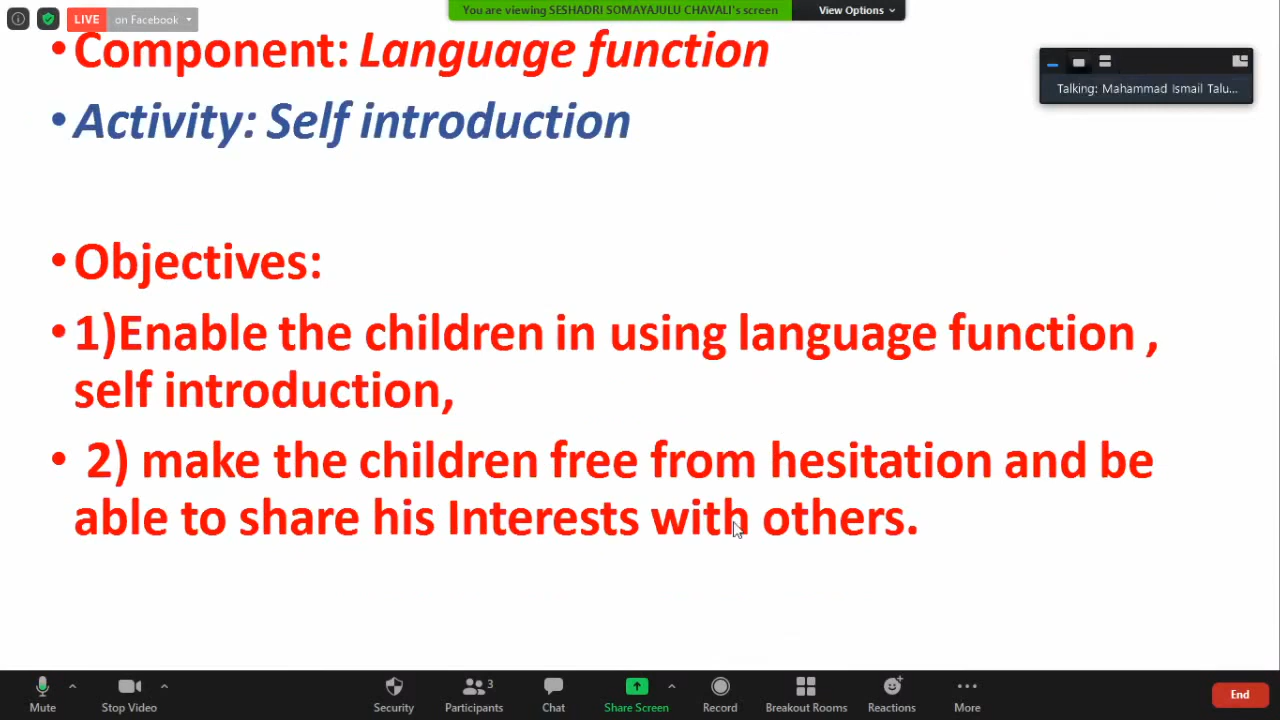 LIVE on Facebook
You are viewing SESHADRI SOMAYAJULU CHAVALI's screen View Options
Talking: Mahammad Ismail Talu...
•Component: Language function
•Activity: Self introduction
•Objectives:
•1)Enable the children in using language function ,
self introduction,
• 2) make the children free from hesitation and be
able to share his Interests with others.
Mute Stop Video Security Participants 3 Chat Share Screen Record Breakout Rooms Reactions More End